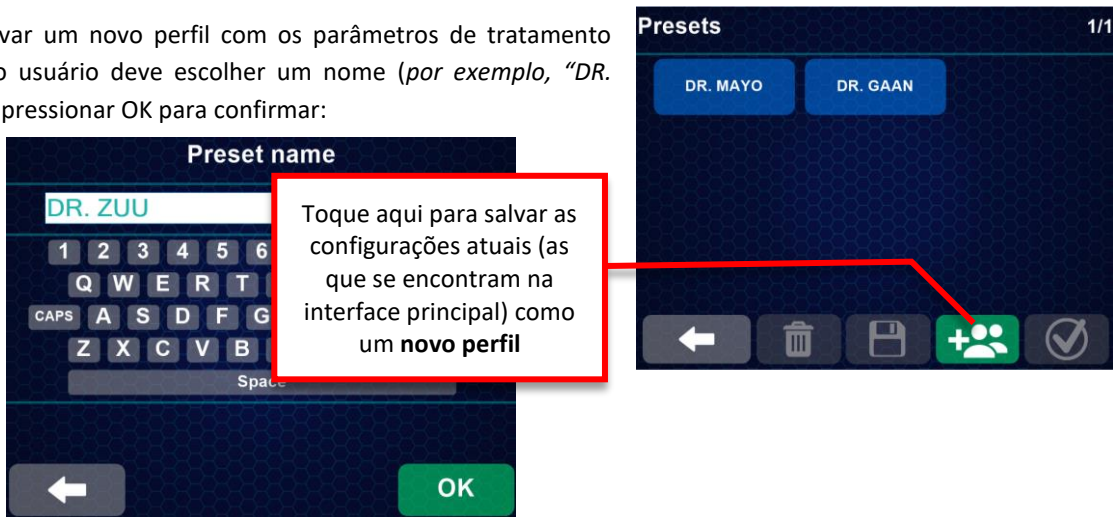 var um novo perfil com os parâmetros de tratamento
o usuário deve escolher um nome (por exemplo, “DR.
pressionar OK para confirmar:
Presets 1/1
DR. MAYO DR. GAAN
Preset name
DR. ZUU
1 2 3 4 5 6
Q W E R T
CAPS A S D F G
Z X C V B
Space
OK
Toque aqui para salvar as
configurações atuais (as
que se encontram na
interface principal) como
um novo perfil